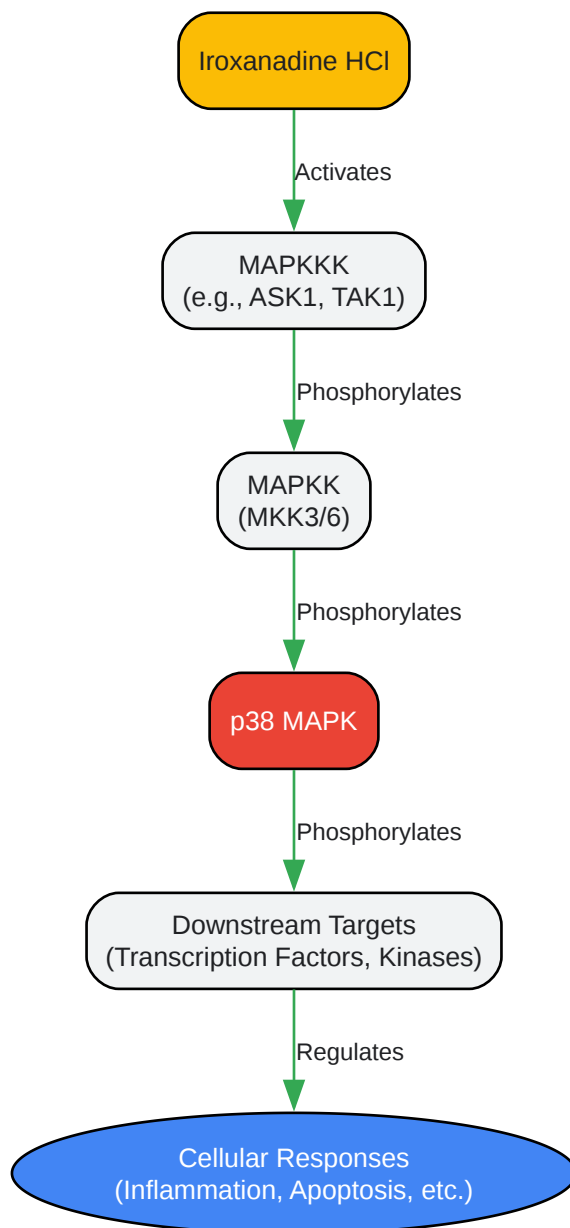 Iroxanadine HCl
Activates
MAPKKK
(e.g., ASK1, TAK1)
Phosphorylates
MAPKK
(MKK3/6)
Phosphorylates
p38 MAPK
Phosphorylates
Downstream Targets
(Transcription Factors, Kinases)
Regulates
Cellular Responses
(Inflammation, Apoptosis, etc.)